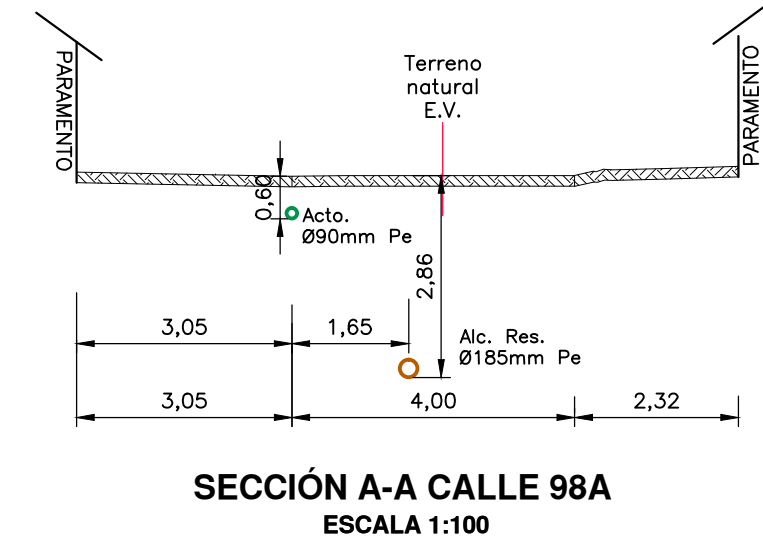 PARAMENTO
Terreno
natural
E.V.
PARAMENTO
0,60
Acto.
Ø90mm Pe
2,86
3,05
1,65
Alc. Res.
Ø185mm Pe
3,05
4,00
2,32
SECCIÓN A-A CALLE 98A
ESCALA 1:100